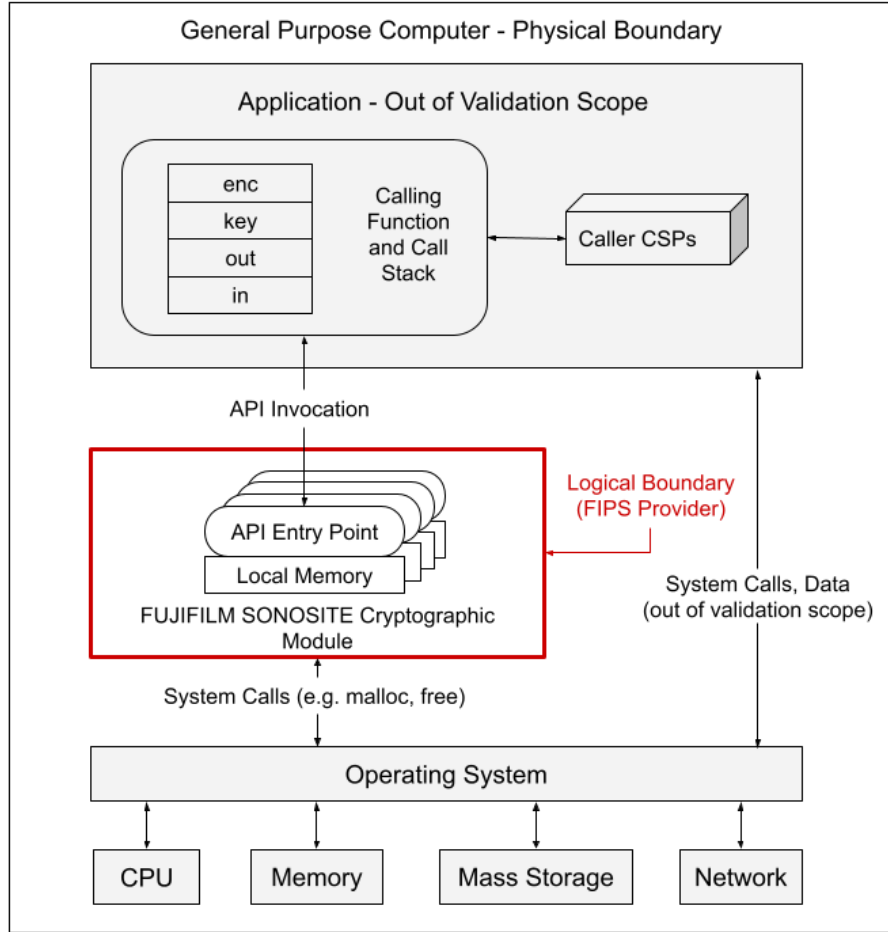 General Purpose Computer - Physical Boundary
Application - Out of Validation Scope
enc
key
out
in
Calling
Function
and Call
Stack
Caller CSPs
API Invocation
Logical Boundary
(FIPS Provider)
API Entry Point
Local Memory
FUJIFILM SONOSITE Cryptographic
Module
System Calls, Data
(out of validation scope)
System Calls (e.g. malloc, free)
Operating System
CPU
Memory
Mass Storage
Network